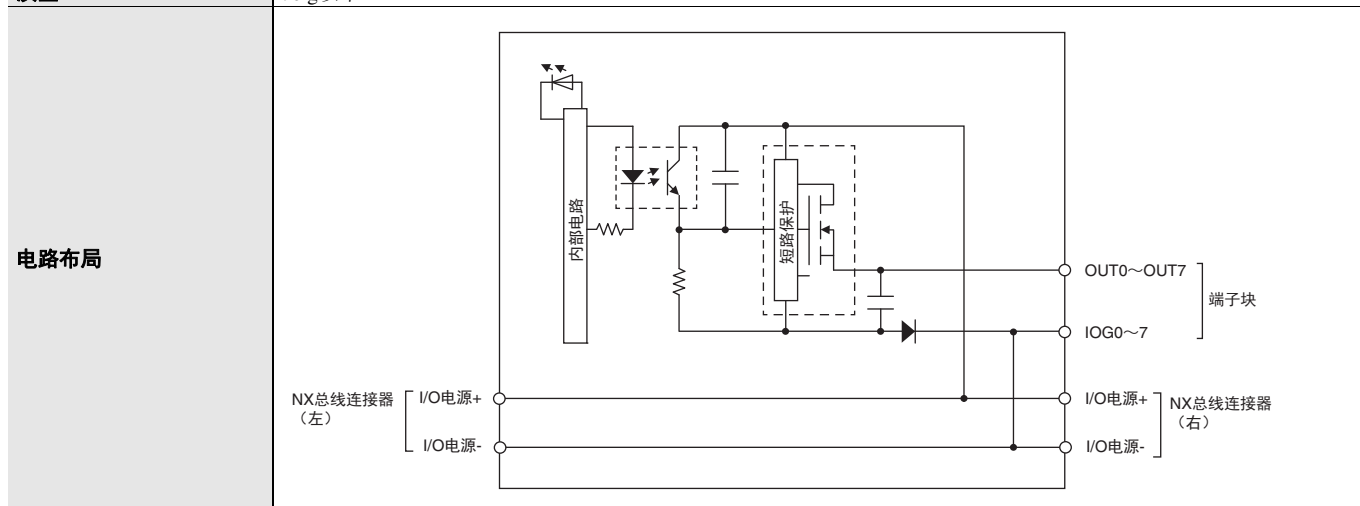 电路布局
内部电路
短路保护
OUT0～OUT7
端子块
IOG0～7
NX总线连接器
（左）
I/O电源+
I/O电源-
I/O电源+
I/O电源-
NX总线连接器
（右）